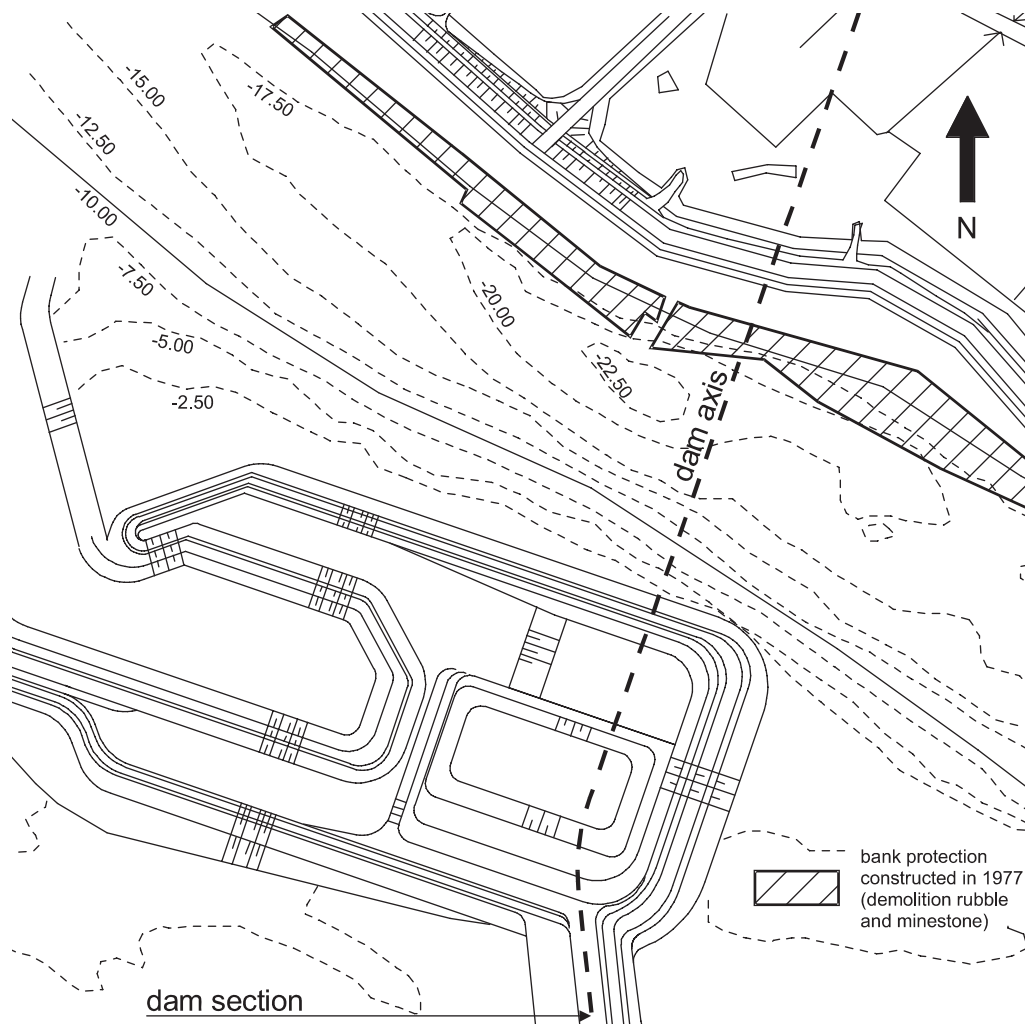 -15.00
-17.50
-12.50
-10.00
-7.50
-5.00
-2.50
-20.00
-22.50
N
dam axis
bank protection
constructed in 1977
(demolition rubble
and minestone)
dam section